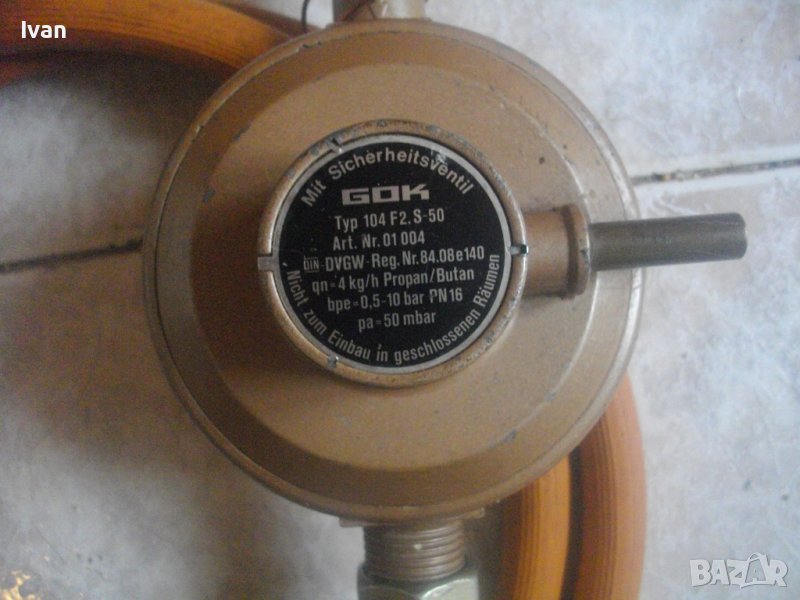 Ivan
Mit Sicherheitsventil
GOK
Typ 104 F2.S-50
Art. Nr. 01 004
DIN-DVGW-Reg.Nr.84.08e140
qn=4 kg/h Propan/Butan
bpe=0,5-10 bar PN16
pa=50 mbar
Nicht zum Einbau in geschlossenen Räumen
BAZAR